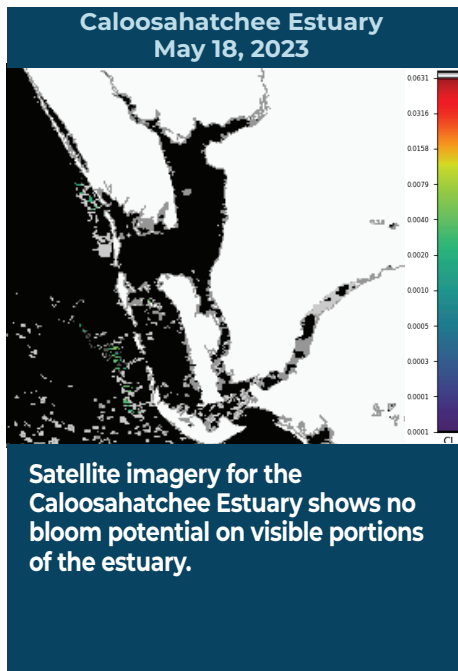 Caloosahatchee Estuary
May 18, 2023
0.0631
0.0316
0.0158
0.0079
0.0040
0.0020
0.0010
0.0005
0.0003
0.0001
0.0001
CI
Satellite imagery for the
Caloosahatchee Estuary shows no
bloom potential on visible portions
of the estuary.